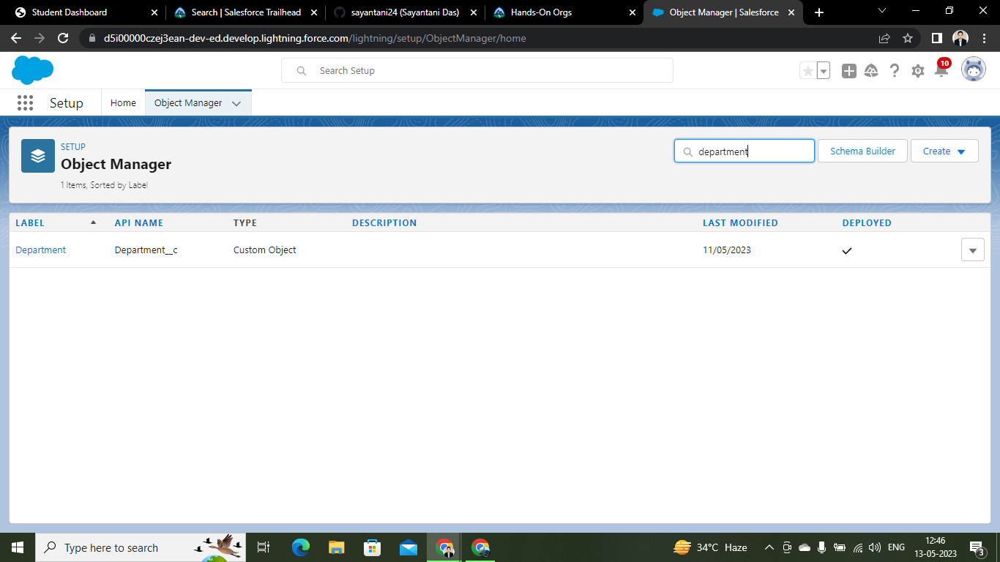 Student Dashboard
Search | Salesforce Trailhead
sayantani24 (Sayantani Das)
Hands-On Orgs
Object Manager | Salesforce
d5i00000czej3ean-dev-ed.develop.lightning.force.com/lightning/setup/ObjectManager/home
Search Setup
10
Setup
Home
Object Manager
SETUP
Object Manager
1 Items, Sorted by Label
department
Schema Builder
Create
LABEL API NAME TYPE DESCRIPTION LAST MODIFIED DEPLOYED
Department Department__c Custom Object 11/05/2023
Type here to search
34°C Haze
ENG
12:46
13-05-2023
3